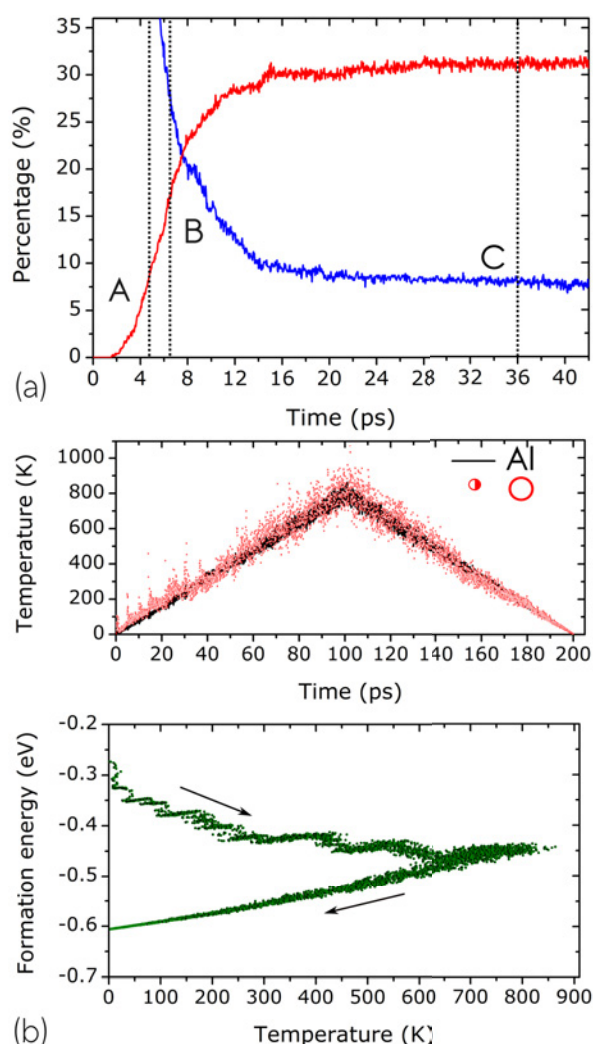 35
30
25
20
15
10
5
0
Percentage (%)
A
B
C
0 4 8 12 16 20 24 28 32 36 40
Time (ps)
(a)
1000
800
600
400
200
0
Temperature (K)
Al
0 20 40 60 80 100 120 140 160 180 200
Time (ps)
-0.2
-0.3
-0.4
-0.5
-0.6
-0.7
Formation energy (eV)
0 100 200 300 400 500 600 700 800 900
Temperature (K)
(b)